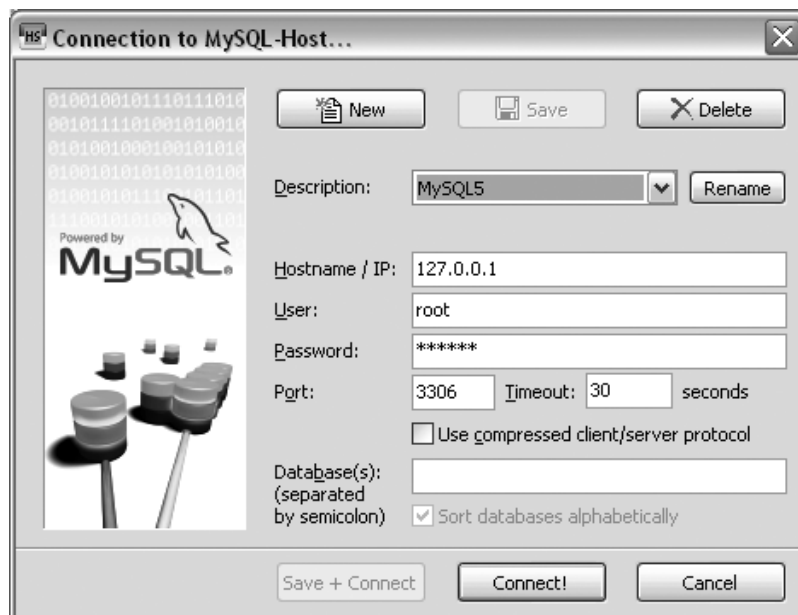 HS Connection to MySQL-Host...
New Save Delete
Description: MySQL5 Rename
Powered by
MySQL®
Hostname / IP: 127.0.0.1
User: root
Password: ******
Port: 3306 Timeout: 30 seconds
Use compressed client/server protocol
Database(s):
(separated
by semicolon)
Sort databases alphabetically
Save + Connect Connect! Cancel